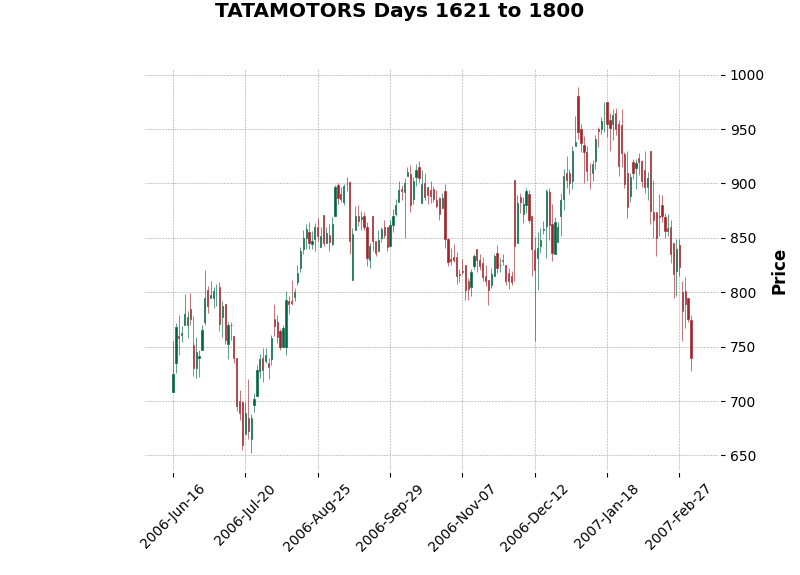 TATAMOTORS Days 1621 to 1800
1000
950
900
850
800
750
700
650
Price
2006-Jun-16
2006-Jul-20
2006-Aug-25
2006-Sep-29
2006-Nov-07
2006-Dec-12
2007-Jan-18
2007-Feb-27